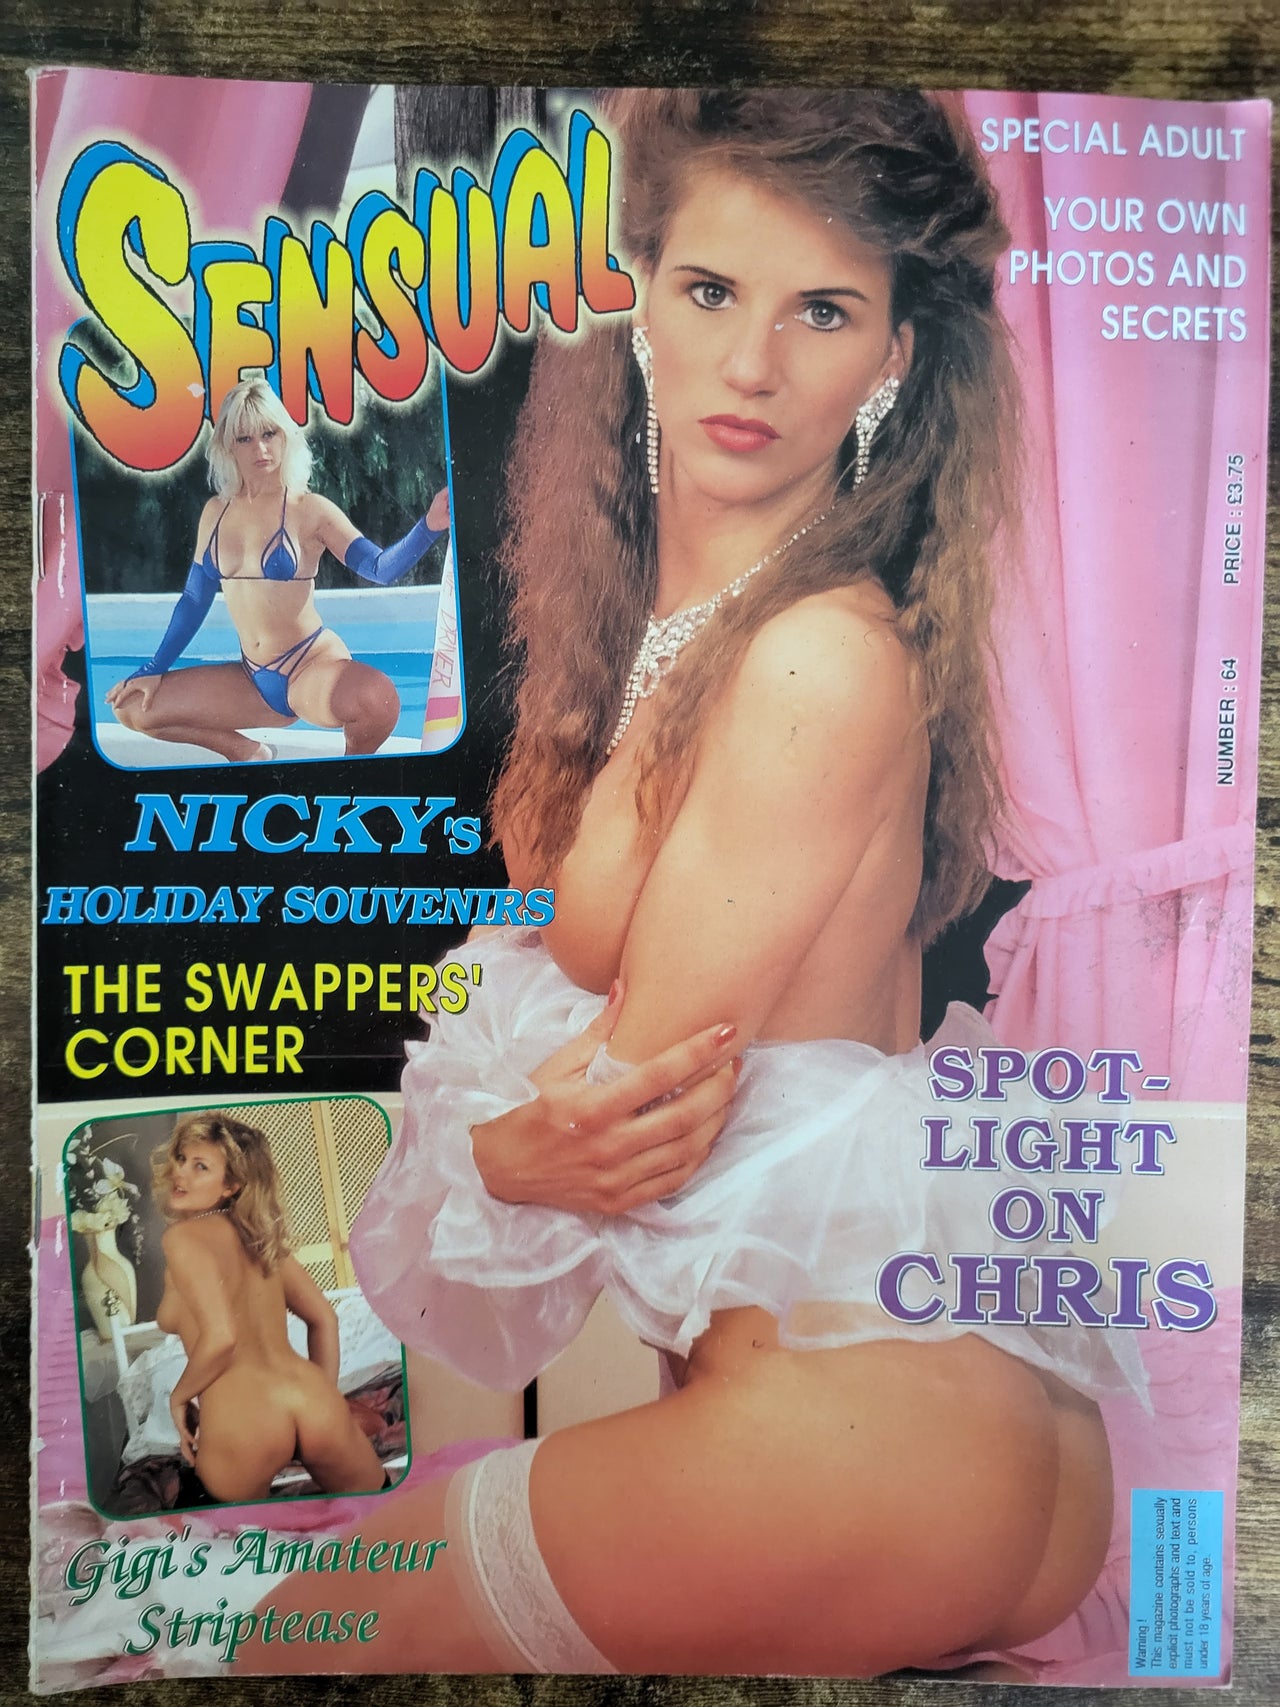 SENSUAL
SPECIAL ADULT
YOUR OWN
PHOTOS AND
SECRETS
PRICE : £3.75
NUMBER : 64
NICKY's
HOLIDAY SOUVENIRS
THE SWAPPERS'
CORNER
SPOT-
LIGHT
ON
CHRIS
Gigi's Amateur
Striptease
Warning !
This magazine contains sexually
explicit photographs and text and
must not be sold to, persons
under 18 years of age.